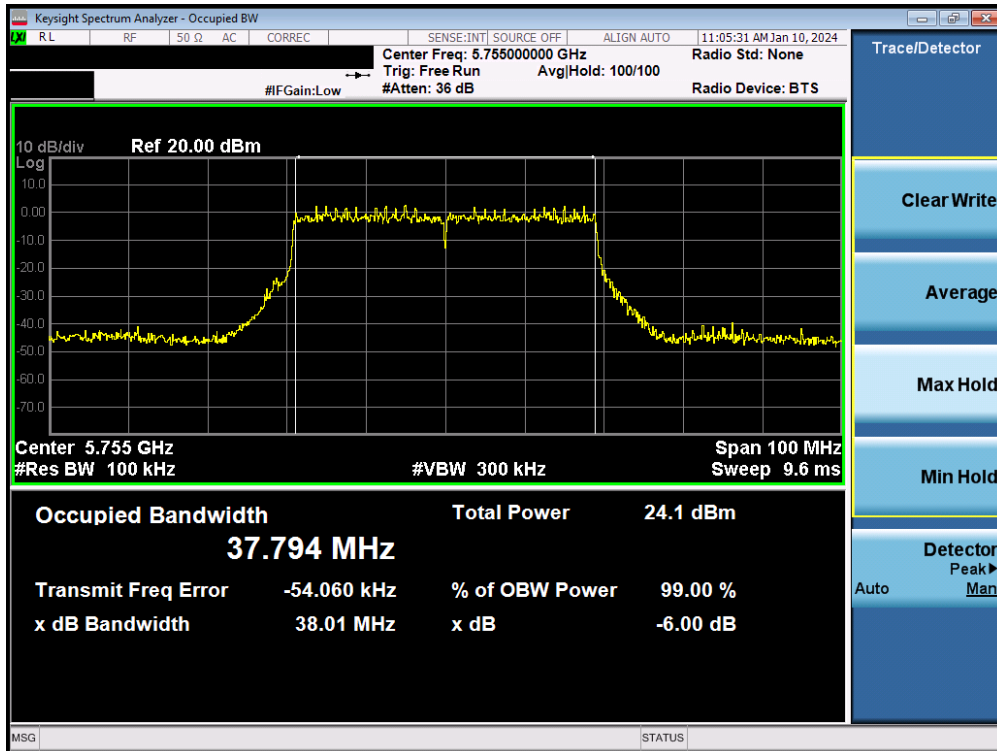 Keysight Spectrum Analyzer - Occupied BW
LXI RL RF 50 Ω AC CORREC SENSE:INT SOURCE OFF ALIGN AUTO 11:05:31 AM Jan 10, 2024
Center Freq: 5.755000000 GHz Radio Std: None
Trig: Free Run Avg|Hold: 100/100
#IFGain:Low #Atten: 36 dB Radio Device: BTS
Trace/Detector
10 dB/div Ref 20.00 dBm
Log
10.0
0.00
-10.0
-20.0
-30.0
-40.0
-50.0
-60.0
-70.0
Center 5.755 GHz Span 100 MHz
#Res BW 100 kHz #VBW 300 kHz Sweep 9.6 ms
Occupied Bandwidth Total Power 24.1 dBm
37.794 MHz
Transmit Freq Error -54.060 kHz % of OBW Power 99.00 %
x dB Bandwidth 38.01 MHz x dB -6.00 dB
Clear Write
Average
Max Hold
Min Hold
Detector
Peak▶
Auto Man
MSG STATUS